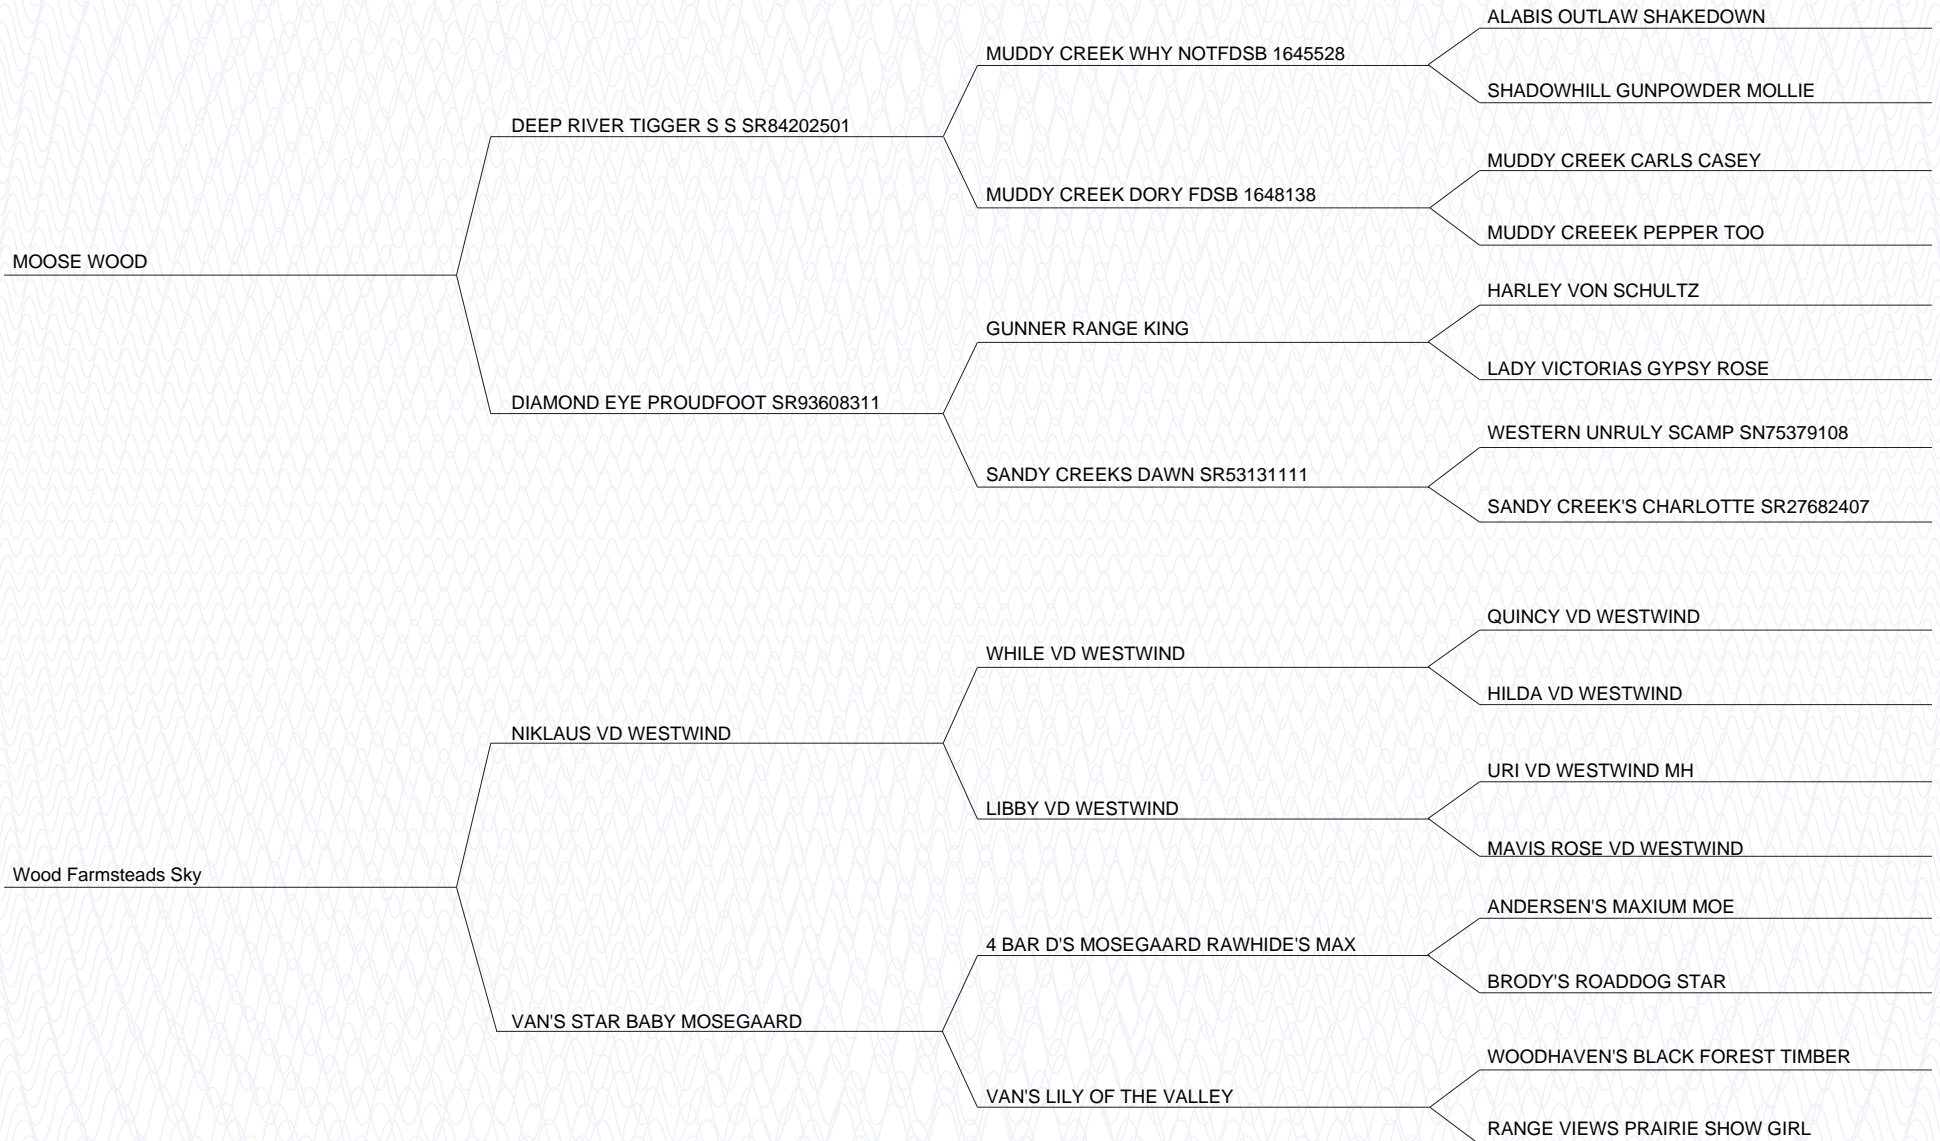 ALABIS OUTLAW SHAKEDOWN
MUDDY CREEK WHY NOTFDSB 1645528
SHADOWHILL GUNPOWDER MOLLIE
DEEP RIVER TIGGER S S SR84202501
MUDDY CREEK CARLS CASEY
MUDDY CREEK DORY FDSB 1648138
MUDDY CREEEK PEPPER TOO
MOOSE WOOD
HARLEY VON SCHULTZ
GUNNER RANGE KING
LADY VICTORIAS GYPSY ROSE
DIAMOND EYE PROUDFOOT SR93608311
WESTERN UNRULY SCAMP SN75379108
SANDY CREEKS DAWN SR53131111
SANDY CREEK'S CHARLOTTE SR27682407
QUINCY VD WESTWIND
WHILE VD WESTWIND
HILDA VD WESTWIND
NIKLAUS VD WESTWIND
URI VD WESTWIND MH
LIBBY VD WESTWIND
MAVIS ROSE VD WESTWIND
Wood Farmsteads Sky
ANDERSEN'S MAXIUM MOE
4 BAR D'S MOSEGAARD RAWHIDE'S MAX
BRODY'S ROADDOG STAR
VAN'S STAR BABY MOSEGAARD
WOODHAVEN'S BLACK FOREST TIMBER
VAN'S LILY OF THE VALLEY
RANGE VIEWS PRAIRIE SHOW GIRL